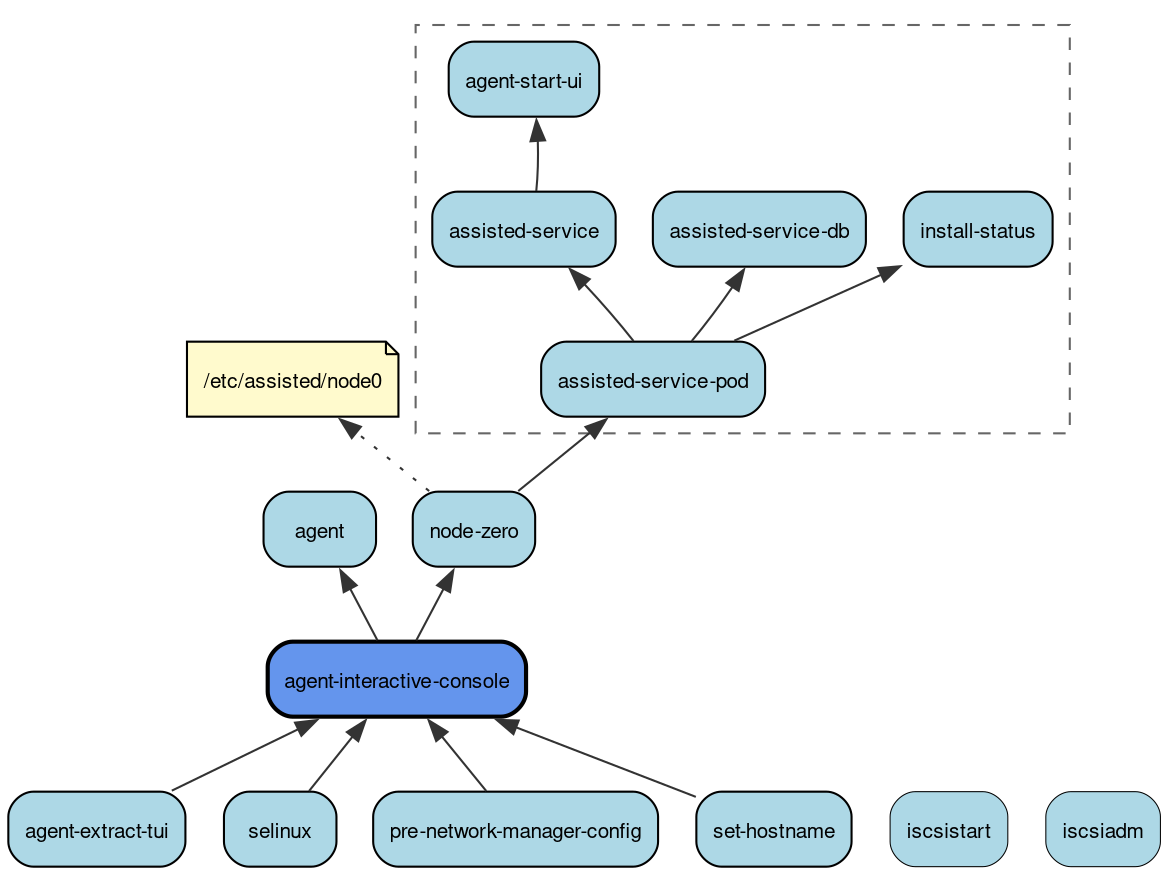 agent-start-ui
assisted-service
assisted-service-db
install-status
/etc/assisted/node0
assisted-service-pod
agent
node-zero
agent-interactive-console
agent-extract-tui
selinux
pre-network-manager-config
set-hostname
iscsistart
iscsiadm